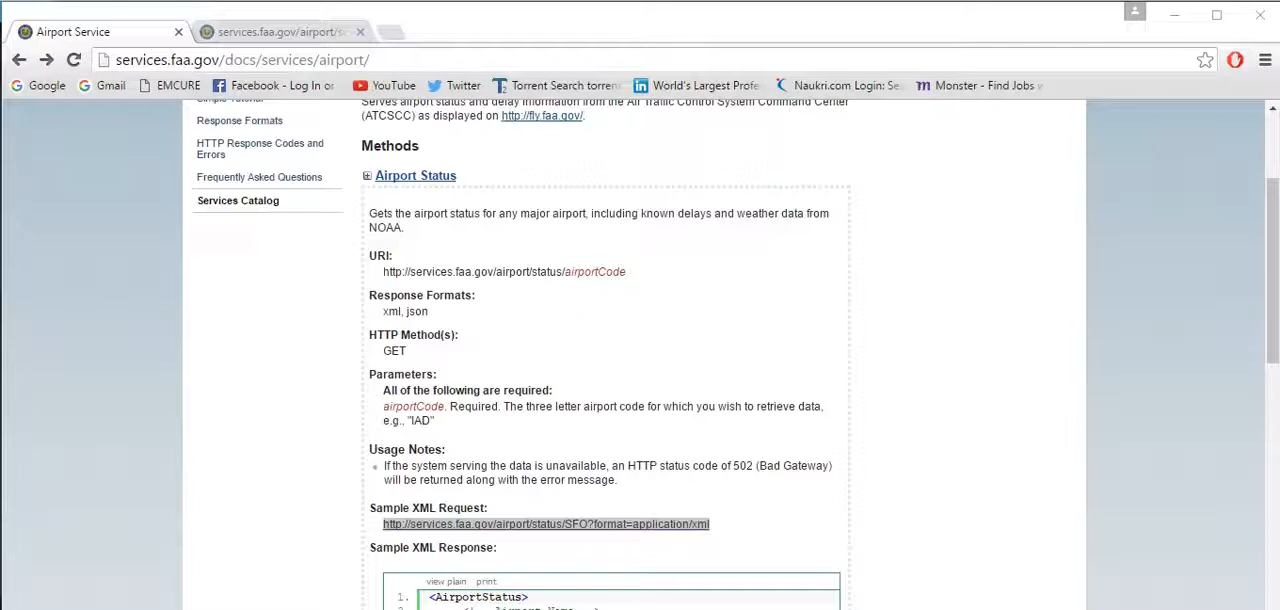 Airport Service
services.faa.gov/airport/s
services.faa.gov/docs/services/airport/
Google Gmail EMCURE Facebook - Log In or YouTube Twitter Torrent Search torren World's Largest Profe Naukri.com Login: Se Monster - Find Jobs
Serves airport status and delay information from the Air Traffic Control System Command Center
(ATCSCC) as displayed on http://fly.faa.gov/.
Response Formats
HTTP Response Codes and
Errors
Frequently Asked Questions
Services Catalog
Methods
Airport Status
Gets the airport status for any major airport, including known delays and weather data from
NOAA.
URI:
http://services.faa.gov/airport/status/airportCode
Response Formats:
xml, json
HTTP Method(s):
GET
Parameters:
All of the following are required:
airportCode. Required. The three letter airport code for which you wish to retrieve data,
e.g., "IAD"
Usage Notes:
If the system serving the data is unavailable, an HTTP status code of 502 (Bad Gateway)
will be returned along with the error message.
Sample XML Request:
http://services.faa.gov/airport/status/SFO?format=application/xml
Sample XML Response:
view plain print
1. <AirportStatus>